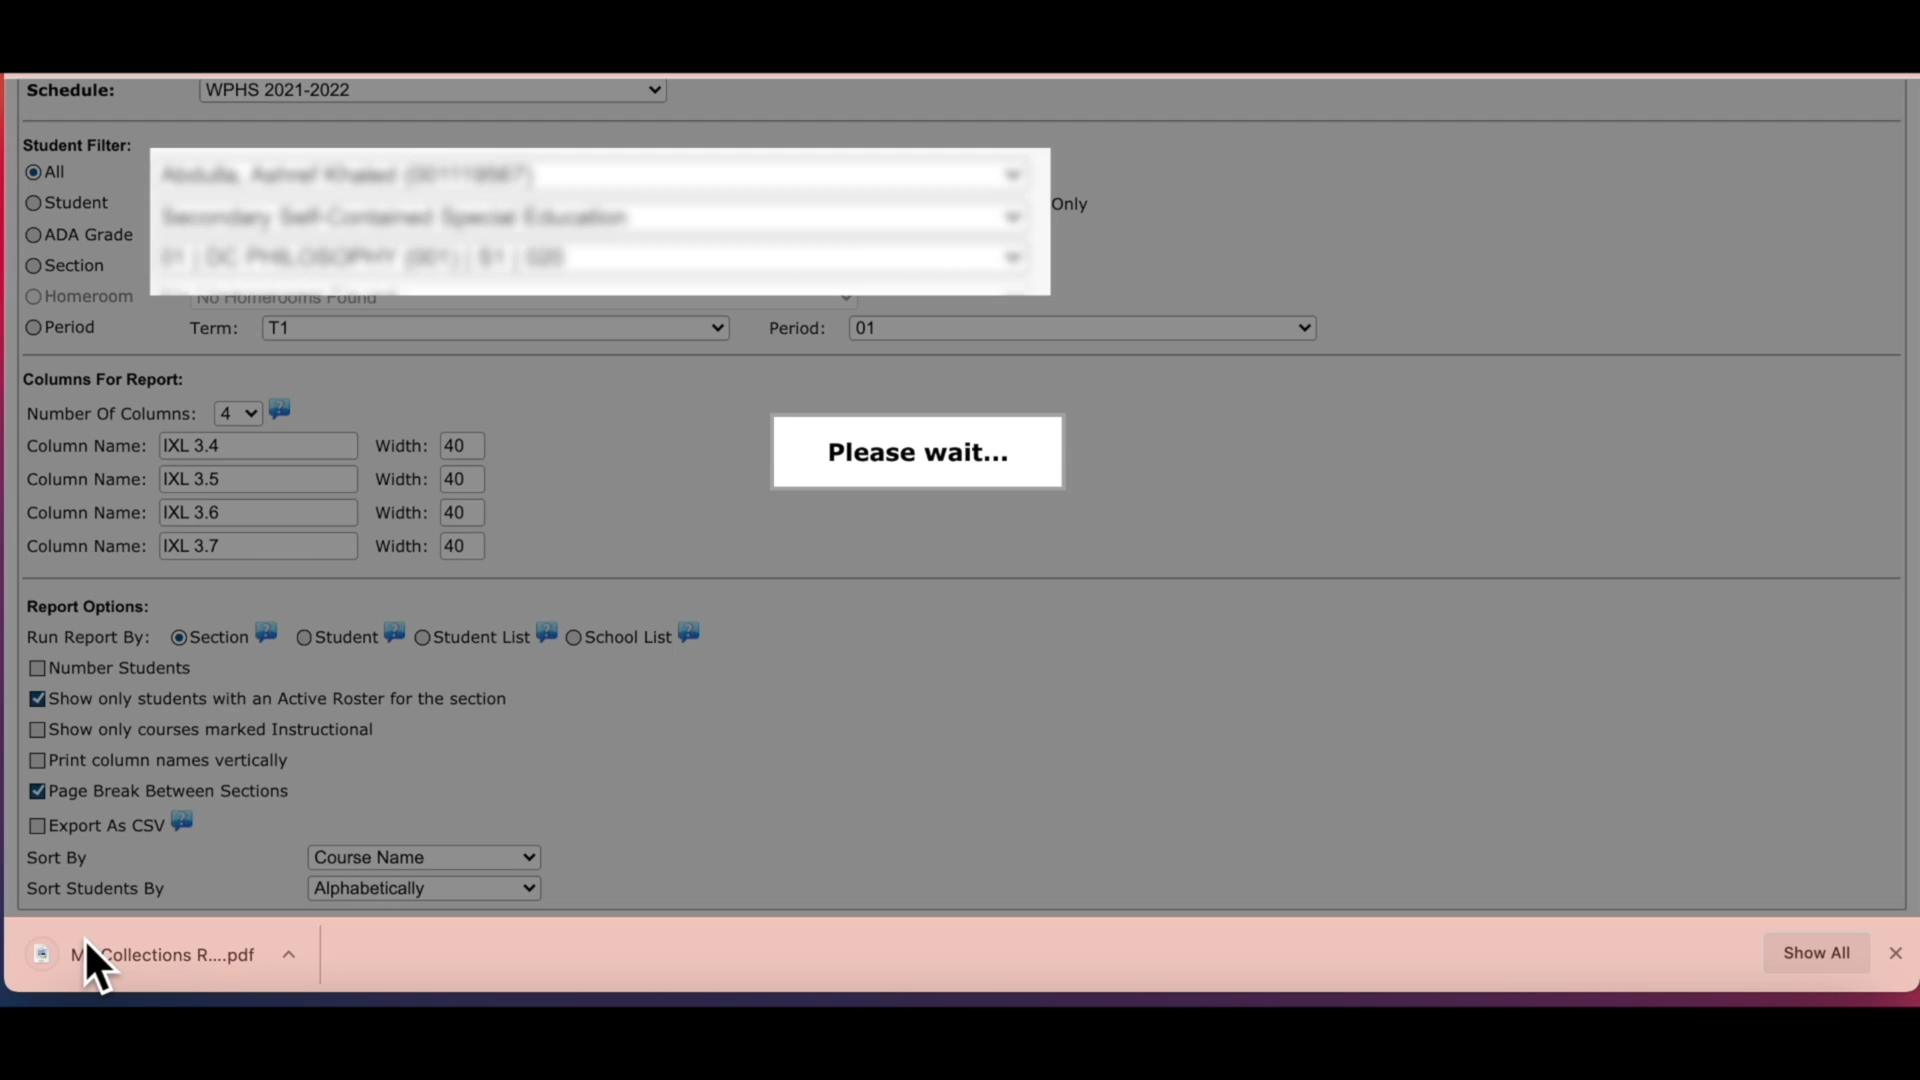 Schedule: WPHS 2021-2022
Student Filter:
All
Student Only
ADA Grade
Section
Homeroom No Homerooms Found
Period Term: T1 Period: 01
Columns For Report:
Number Of Columns: 4
Column Name: IXL 3.4 Width: 40
Column Name: IXL 3.5 Width: 40
Column Name: IXL 3.6 Width: 40
Column Name: IXL 3.7 Width: 40
Please wait...
Report Options:
Run Report By: Section Student Student List School List
Number Students
Show only students with an Active Roster for the section
Show only courses marked Instructional
Print column names vertically
Page Break Between Sections
Export As CSV
Sort By Course Name
Sort Students By Alphabetically
Collections R....pdf Show All